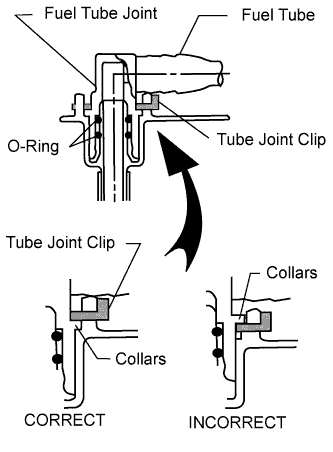 Fuel Tube Joint
Fuel Tube
Tube Joint Clip
O-Ring
Tube Joint Clip
Collars
Collars
CORRECT
INCORRECT